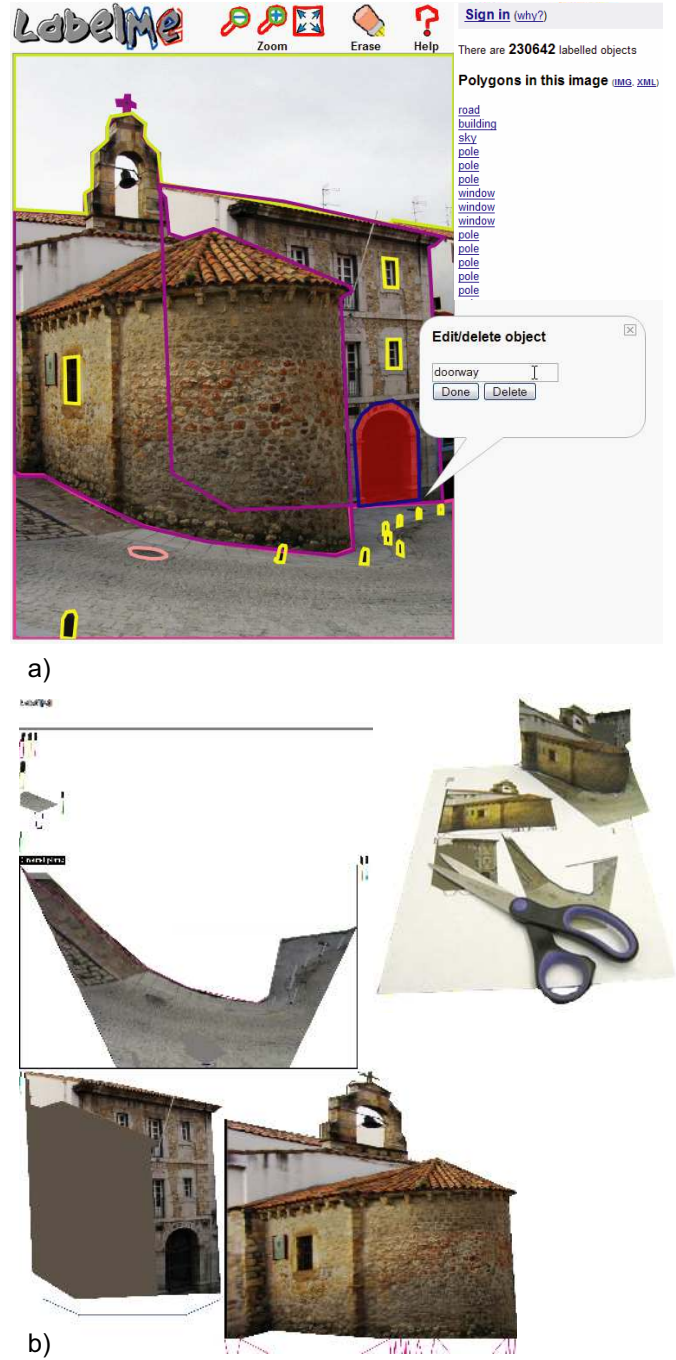 LabelMe
Zoom
Erase
Help
Sign in (why?)
There are 230642 labelled objects
Polygons in this image (IMG, XML)
road
building
sky
pole
pole
pole
window
window
window
pole
pole
pole
pole
pole
Edit/delete object
doorway
Done Delete
a)
LabelMe
b)